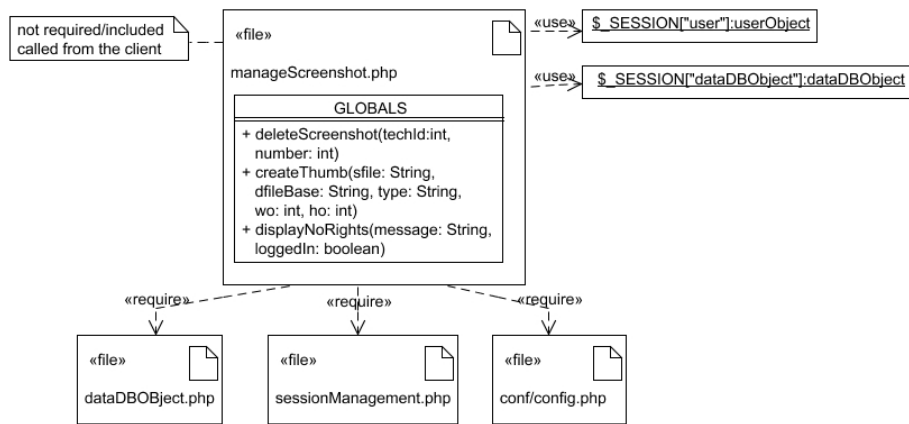 not required/included
called from the client
«file»
manageScreenshot.php
GLOBALS
+ deleteScreenshot(techId:int,
number: int)
+ createThumb(sfile: String,
dfileBase: String, type: String,
wo: int, ho: int)
+ displayNoRights(message: String,
loggedIn: boolean)
«use»
$_SESSION["user"]:userObject
«use»
$_SESSION["dataDBObject"]:dataDBObject
«require»
«require»
«require»
«file»
dataDBOBject.php
«file»
sessionManagement.php
«file»
conf/config.php